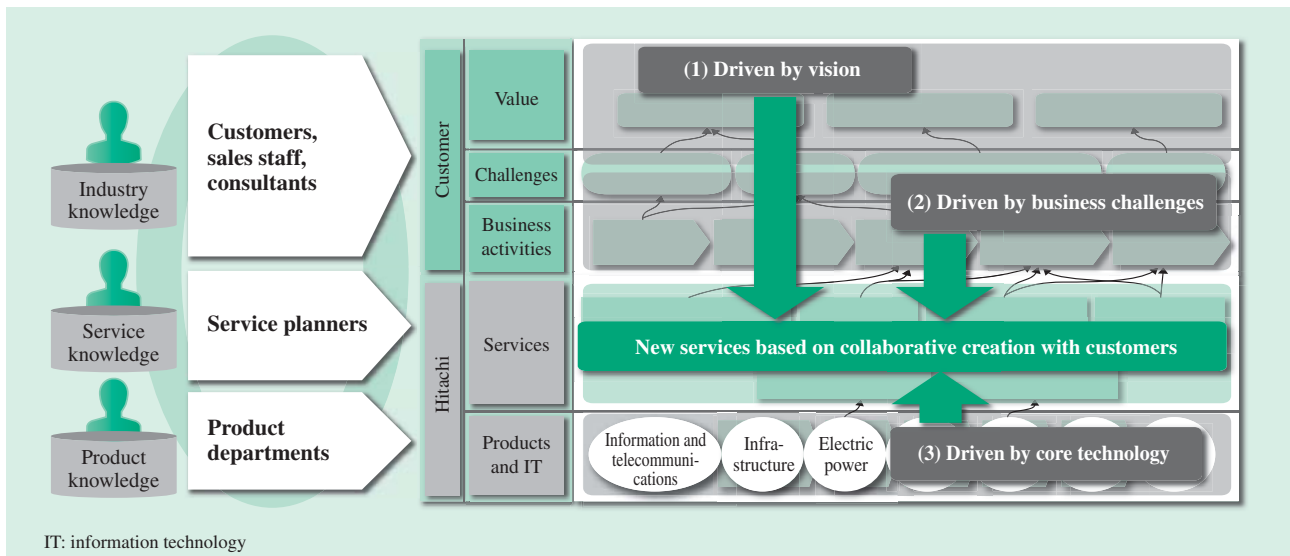 Industry
knowledge
Service
knowledge
Product
knowledge
Customers,
sales staff,
consultants
Service planners
Product
departments
Customer
Hitachi
Value
Challenges
Business
activities
Services
Products
and IT
(1) Driven by vision
(2) Driven by business challenges
New services based on collaborative creation with customers
Information and
telecommuni-
cations
Infra-
structure
Electric
power
(3) Driven by core technology
IT: information technology